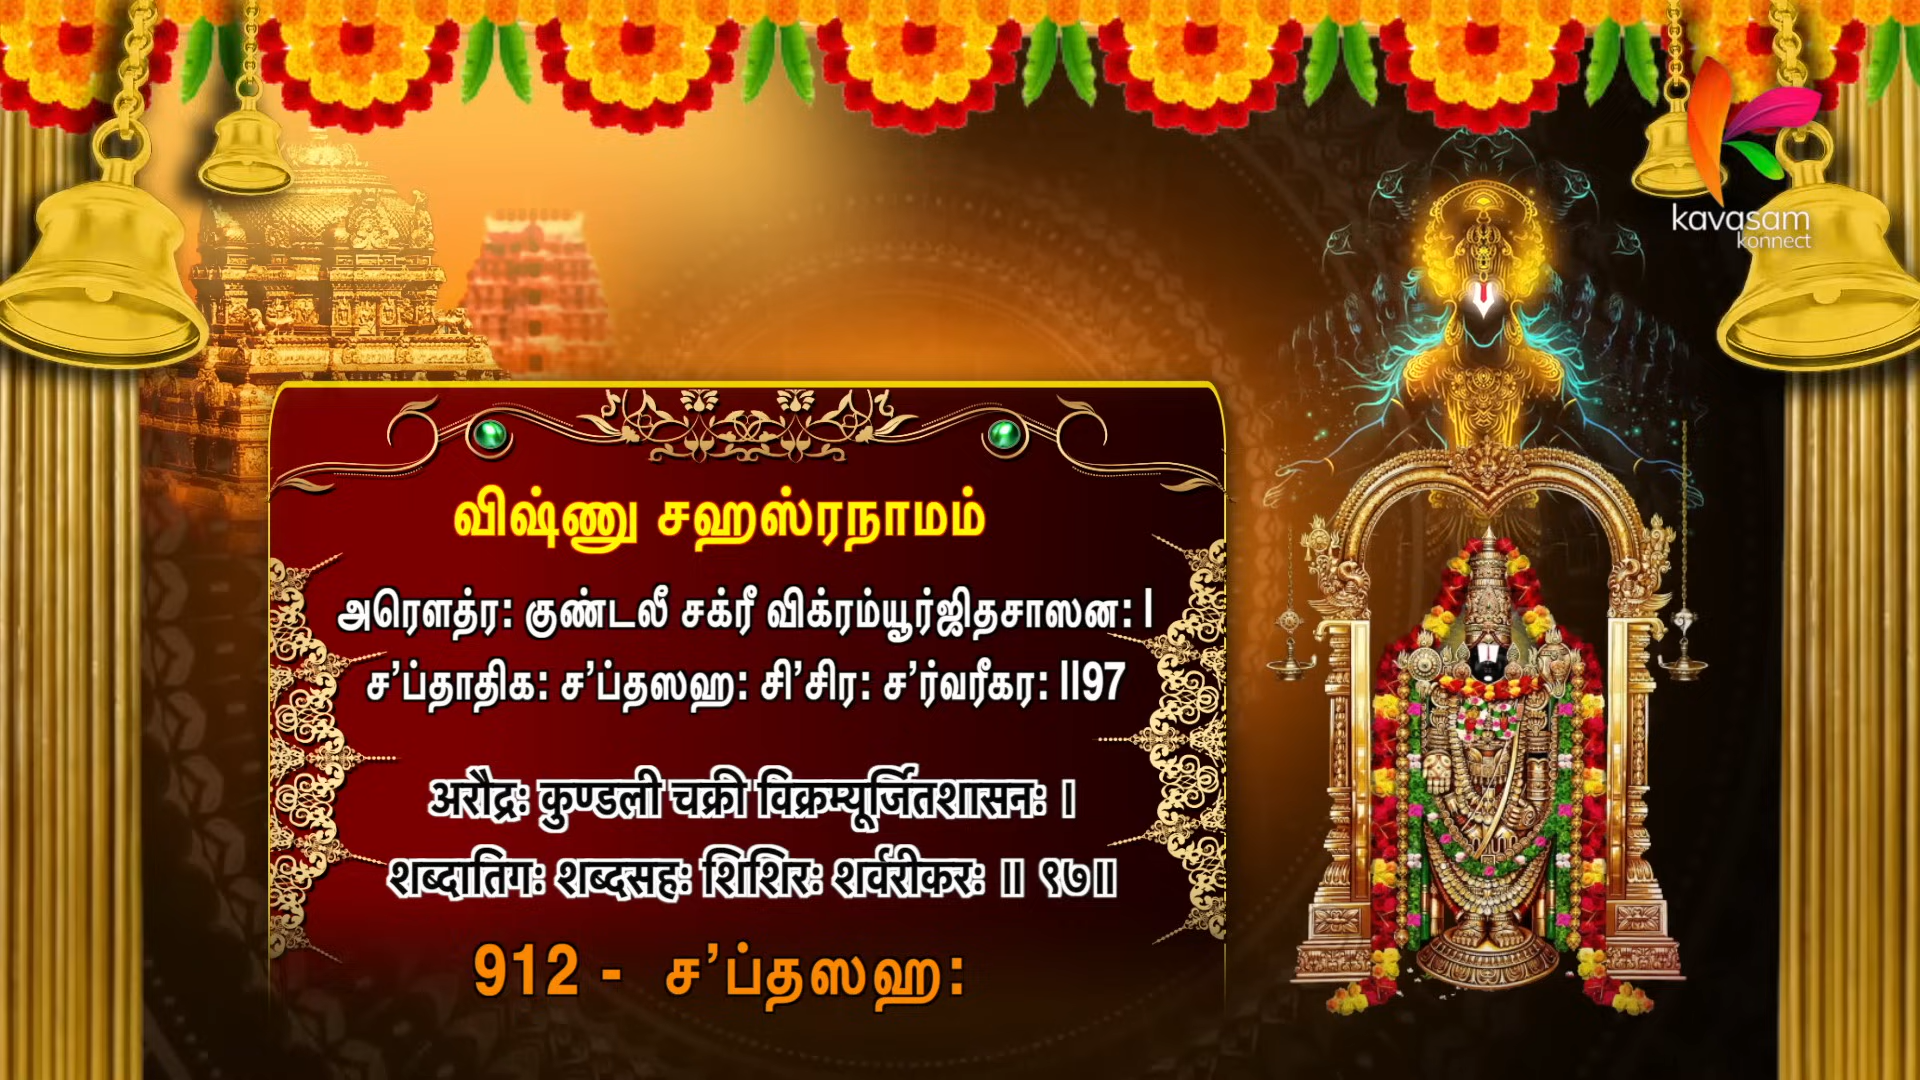 kavasam
konnect
விஷ்ணு சஹஸ்ரநாமம்
அரௌத்ர: குண்டலீ சக்ரீ விக்ரம்யூர்ஜிதசாஸன: |
ச’ப்தாதிக: ச’ப்தஸஹ: சி’சிர: ச’ர்வரீகர: ||97
अरौद्रः कुण्डली चक्री विक्रम्यूर्जितशासनः ।
शब्दातिगः शब्दसहः शिशिरः शर्वरीकरः ॥ ९७॥
912 - ச’ப்தஸஹ: